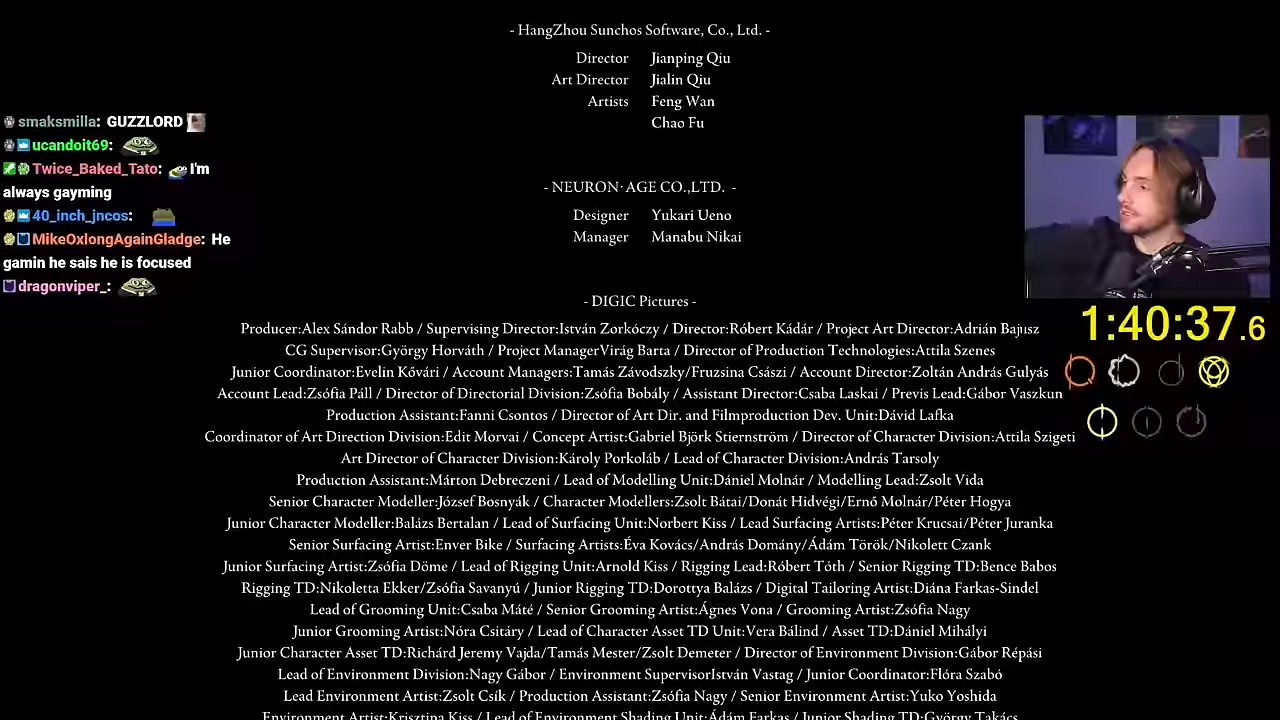 - HangZhou Sunchos Software, Co., Ltd. -
Director Jianping Qiu
Art Director Jialin Qiu
Artists Feng Wan
Chao Fu
- NEURON·AGE CO.,LTD. -
Designer Yukari Ueno
Manager Manabu Nikai
- DIGIC Pictures -
Producer:Alex Sándor Rabb / Supervising Director:István Zorkóczy / Director:Róbert Kádár / Project Art Director:Adrián Bajusz
CG Supervisor:György Horváth / Project ManagerVirág Barta / Director of Production Technologies:Attila Szenes
Junior Coordinator:Evelin Kővári / Account Managers:Tamás Závodszky/Fruzsina Császi / Account Director:Zoltán András Gulyás
Account Lead:Zsófia Páll / Director of Directorial Division:Zsófia Bobály / Assistant Director:Csaba Laskai / Previs Lead:Gábor Vaszkun
Production Assistant:Fanni Csontos / Director of Art Dir. and Filmproduction Dev. Unit:Dávid Lafka
Coordinator of Art Direction Division:Edit Morvai / Concept Artist:Gabriel Björk Stiernström / Director of Character Division:Attila Szigeti
Art Director of Character Division:Károly Porkoláb / Lead of Character Division:András Tarsoly
Production Assistant:Márton Debreczeni / Lead of Modelling Unit:Dániel Molnár / Modelling Lead:Zsolt Vida
Senior Character Modeller:József Bosnyák / Character Modellers:Zsolt Bátai/Donát Hidvégi/Ernő Molnár/Péter Hogya
Junior Character Modeller:Balázs Bertalan / Lead of Surfacing Unit:Norbert Kiss / Lead Surfacing Artists:Péter Krucsai/Péter Juranka
Senior Surfacing Artist:Enver Bike / Surfacing Artists:Éva Kovács/András Domány/Ádám Török/Nikolett Czank
Junior Surfacing Artist:Zsófia Döme / Lead of Rigging Unit:Arnold Kiss / Rigging Lead:Róbert Tóth / Senior Rigging TD:Bence Babos
Rigging TD:Nikoletta Ekker/Zsófia Savanyú / Junior Rigging TD:Dorottya Balázs / Digital Tailoring Artist:Diána Farkas-Sindel
Lead of Grooming Unit:Csaba Máté / Senior Grooming Artist:Ágnes Vona / Grooming Artist:Zsófia Nagy
Junior Grooming Artist:Nóra Csitáry / Lead of Character Asset TD Unit:Vera Bálind / Asset TD:Dániel Mihályi
Junior Character Asset TD:Richárd Jeremy Vajda/Tamás Mester/Zsolt Demeter / Director of Environment Division:Gábor Répási
Lead of Environment Division:Nagy Gábor / Environment SupervisorIstván Vastag / Junior Coordinator:Flóra Szabó
Lead Environment Artist:Zsolt Csík / Production Assistant:Zsófia Nagy / Senior Environment Artist:Yuko Yoshida
Environment Artist:Krisztina Kiss / Lead of Environment Shading Unit:Ádám Farkas / Junior Shading TD:György Takács
smaksmilla: GUZZLORD
ucandoit69:
Twice_Baked_Tato: I'm
always gayming
40_inch_jncos:
MikeOxlongAgainGladge: He
gamin he sais he is focused
dragonviper_:
1:40:37.6